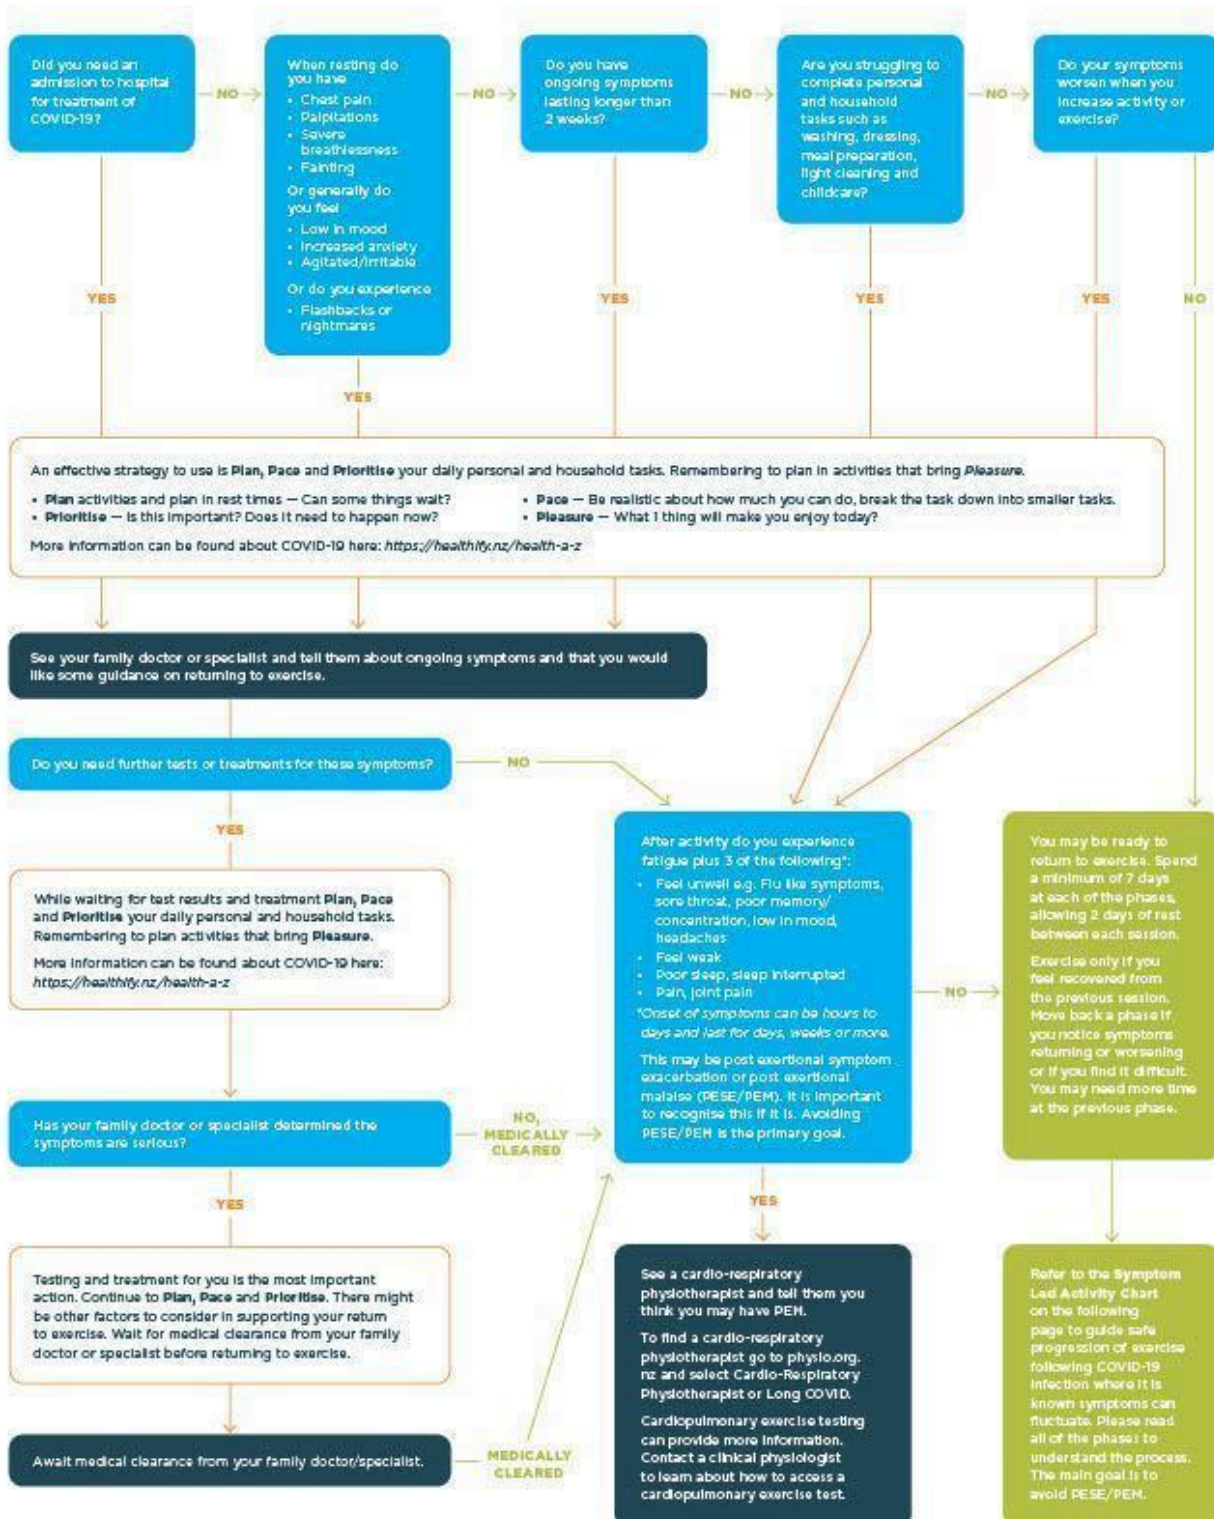 Did you need an
admission to hospital
for treatment of
COVID-19?
NO
When resting do
you have
• Chest pain
• Palpitations
• Severe
breathlessness
• Fainting
Or generally do
you feel
• Low in mood
• Increased anxiety
• Agitated/irritable
Or do you experience
• Flashbacks or
nightmares
NO
Do you have
ongoing symptoms
lasting longer than
2 weeks?
NO
Are you struggling to
complete personal
and household
tasks such as
washing, dressing,
meal preparation,
light cleaning and
childcare?
NO
Do your symptoms
worsen when you
increase activity or
exercise?
YES
YES
YES
YES
NO
YES
An effective strategy to use is Plan, Pace and Prioritise your daily personal and household tasks. Remembering to plan in activities that bring Pleasure.
• Plan activities and plan in rest times — Can some things wait?
• Prioritise — Is this important? Does it need to happen now?
• Pace — Be realistic about how much you can do, break the task down into smaller tasks.
• Pleasure — What 1 thing will make you enjoy today?
More information can be found about COVID-19 here: https://healthify.nz/health-a-z
See your family doctor or specialist and tell them about ongoing symptoms and that you would
like some guidance on returning to exercise.
Do you need further tests or treatments for these symptoms?
NO
YES
While waiting for test results and treatment Plan, Pace
and Prioritise your daily personal and household tasks.
Remembering to plan activities that bring Pleasure.
More information can be found about COVID-19 here:
https://healthify.nz/health-a-z
Has your family doctor or specialist determined the
symptoms are serious?
NO,
MEDICALLY
CLEARED
YES
Testing and treatment for you is the most important
action. Continue to Plan, Pace and Prioritise. There might
be other factors to consider in supporting your return
to exercise. Wait for medical clearance from your family
doctor or specialist before returning to exercise.
Await medical clearance from your family doctor/specialist.
MEDICALLY
CLEARED
After activity do you experience
fatigue plus 3 of the following*:
• Feel unwell e.g. Flu like symptoms,
sore throat, poor memory/
concentration, low in mood,
headaches
• Feel weak
• Poor sleep, sleep interrupted
• Pain, joint pain
*Onset of symptoms can be hours to
days and last for days, weeks or more.
This may be post exertional symptom
exacerbation or post exertional
malaise (PESE/PEM). It is important
to recognise this if it is. Avoiding
PESE/PEM is the primary goal.
NO
YES
See a cardio-respiratory
physiotherapist and tell them you
think you may have PEM.
To find a cardio-respiratory
physiotherapist go to physio.org.
nz and select Cardio-Respiratory
Physiotherapist or Long COVID.
Cardiopulmonary exercise testing
can provide more information.
Contact a clinical physiologist
to learn about how to access a
cardiopulmonary exercise test.
You may be ready to
return to exercise. Spend
a minimum of 7 days
at each of the phases,
allowing 2 days of rest
between each session.
Exercise only if you
feel recovered from
the previous session.
Move back a phase if
you notice symptoms
returning or worsening
or if you find it difficult.
You may need more time
at the previous phase.
Refer to the Symptom
Led Activity Chart
on the following
page to guide safe
progression of exercise
following COVID-19
infection where it is
known symptoms can
fluctuate. Please read
all of the phases to
understand the process.
The main goal is to
avoid PESE/PEM.